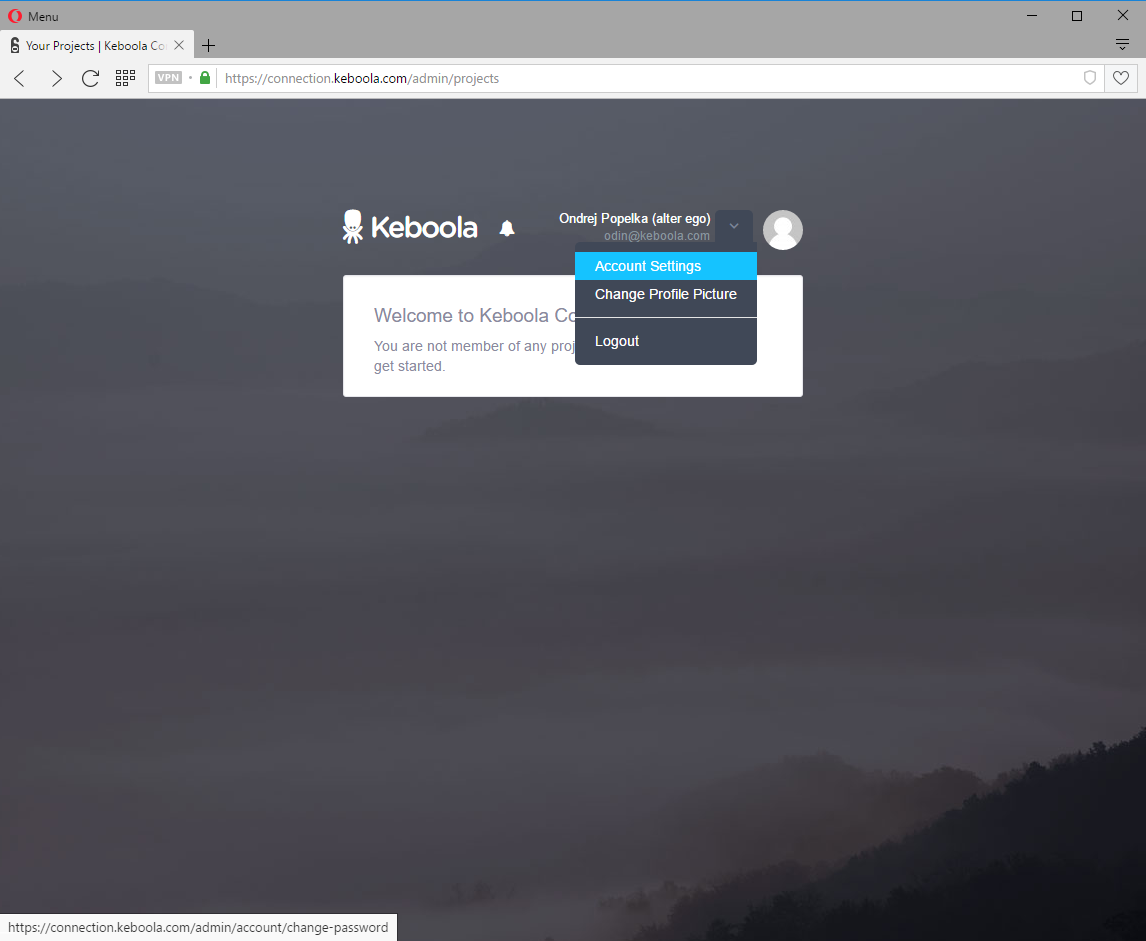 Menu
Your Projects | Keboola Co
VPN
https://connection.keboola.com/admin/projects
Keboola
Ondrej Popelka (alter ego)
odin@keboola.com
Account Settings
Change Profile Picture
Logout
Welcome to Keboola Co
You are not member of any proj
get started.
https://connection.keboola.com/admin/account/change-password